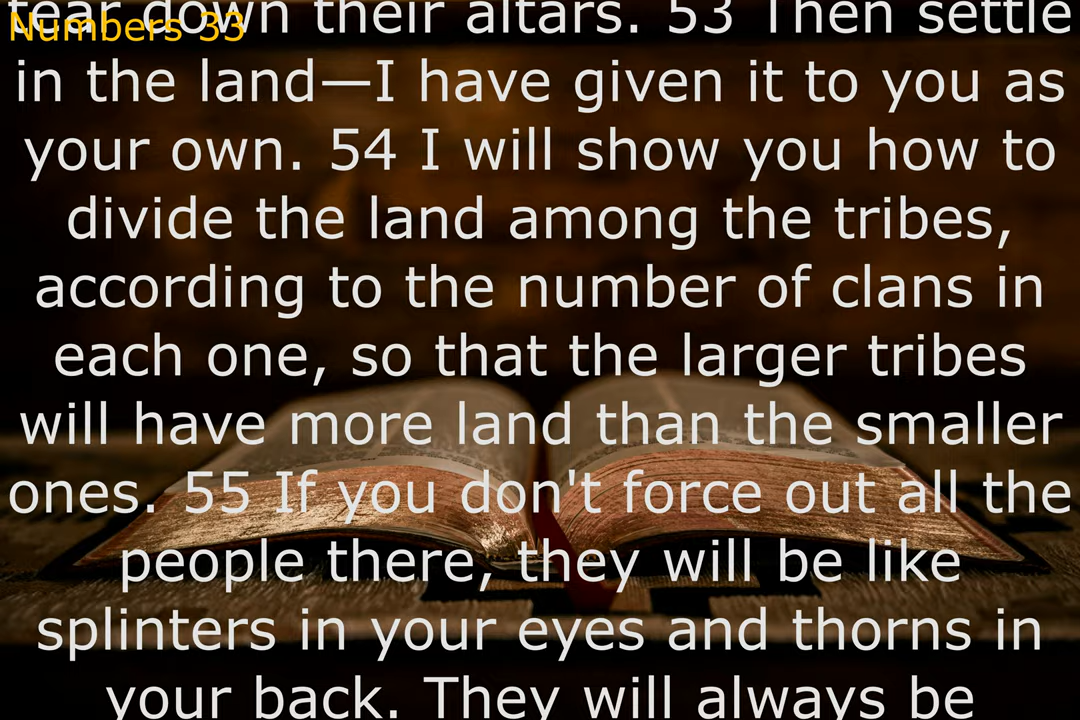 tear down their altars. 53 Then settle
Numbers 33
in the land—I have given it to you as
your own. 54 I will show you how to
divide the land among the tribes,
according to the number of clans in
each one, so that the larger tribes
will have more land than the smaller
ones. 55 If you don't force out all the
people there, they will be like
splinters in your eyes and thorns in
your back. They will always be